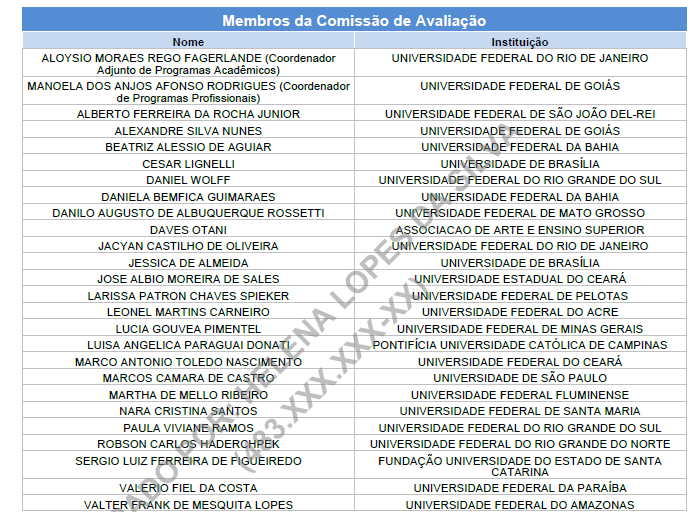 Membros da Comissão de Avaliação
Nome Instituição
ALOYSIO MORAES REGO FAGERLANDE (Coordenador UNIVERSIDADE FEDERAL DO RIO DE JANEIRO
Adjunto de Programas Acadêmicos)
MANOELA DOS ANJOS AFONSO RODRIGUES (Coordenador UNIVERSIDADE FEDERAL DE GOIÁS
de Programas Profissionais)
ALBERTO FERREIRA DA ROCHA JUNIOR UNIVERSIDADE FEDERAL DE SÃO JOÃO DEL-REI
ALEXANDRE SILVA NUNES UNIVERSIDADE FEDERAL DE GOIÁS
BEATRIZ ALESSIO DE AGUIAR UNIVERSIDADE FEDERAL DA BAHIA
CESAR LIGNELLI UNIVERSIDADE DE BRASÍLIA
DANIEL WOLFF UNIVERSIDADE FEDERAL DO RIO GRANDE DO SUL
DANIELA BEMFICA GUIMARAES UNIVERSIDADE FEDERAL DA BAHIA
DANILO AUGUSTO DE ALBUQUERQUE ROSSETTI UNIVERSIDADE FEDERAL DE MATO GROSSO
DAVES OTANI ASSOCIACAO DE ARTE E ENSINO SUPERIOR
JACYAN CASTILHO DE OLIVEIRA UNIVERSIDADE FEDERAL DO RIO DE JANEIRO
JESSICA DE ALMEIDA UNIVERSIDADE DE BRASÍLIA
JOSE ALBIO MOREIRA DE SALES UNIVERSIDADE ESTADUAL DO CEARÁ
LARISSA PATRON CHAVES SPIEKER UNIVERSIDADE FEDERAL DE PELOTAS
LEONEL MARTINS CARNEIRO UNIVERSIDADE FEDERAL DO ACRE
LUCIA GOUVEA PIMENTEL UNIVERSIDADE FEDERAL DE MINAS GERAIS
LUISA ANGELICA PARAGUAI DONATI PONTIFÍCIA UNIVERSIDADE CATÓLICA DE CAMPINAS
MARCO ANTONIO TOLEDO NASCIMENTO UNIVERSIDADE FEDERAL DO CEARÁ
MARCOS CAMARA DE CASTRO UNIVERSIDADE DE SÃO PAULO
MARTHA DE MELLO RIBEIRO UNIVERSIDADE FEDERAL FLUMINENSE
NARA CRISTINA SANTOS UNIVERSIDADE FEDERAL DE SANTA MARIA
PAULA VIVIANE RAMOS UNIVERSIDADE FEDERAL DO RIO GRANDE DO SUL
ROBSON CARLOS HADERCHPEK UNIVERSIDADE FEDERAL DO RIO GRANDE DO NORTE
SERGIO LUIZ FERREIRA DE FIGUEIREDO FUNDAÇÃO UNIVERSIDADE DO ESTADO DE SANTA
CATARINA
VALERIO FIEL DA COSTA UNIVERSIDADE FEDERAL DA PARAÍBA
VALTER FRANK DE MESQUITA LOPES UNIVERSIDADE FEDERAL DO AMAZONAS
ADO POR: HELENA LOPES DA SILVA
(483.XXX.XXX-XX)